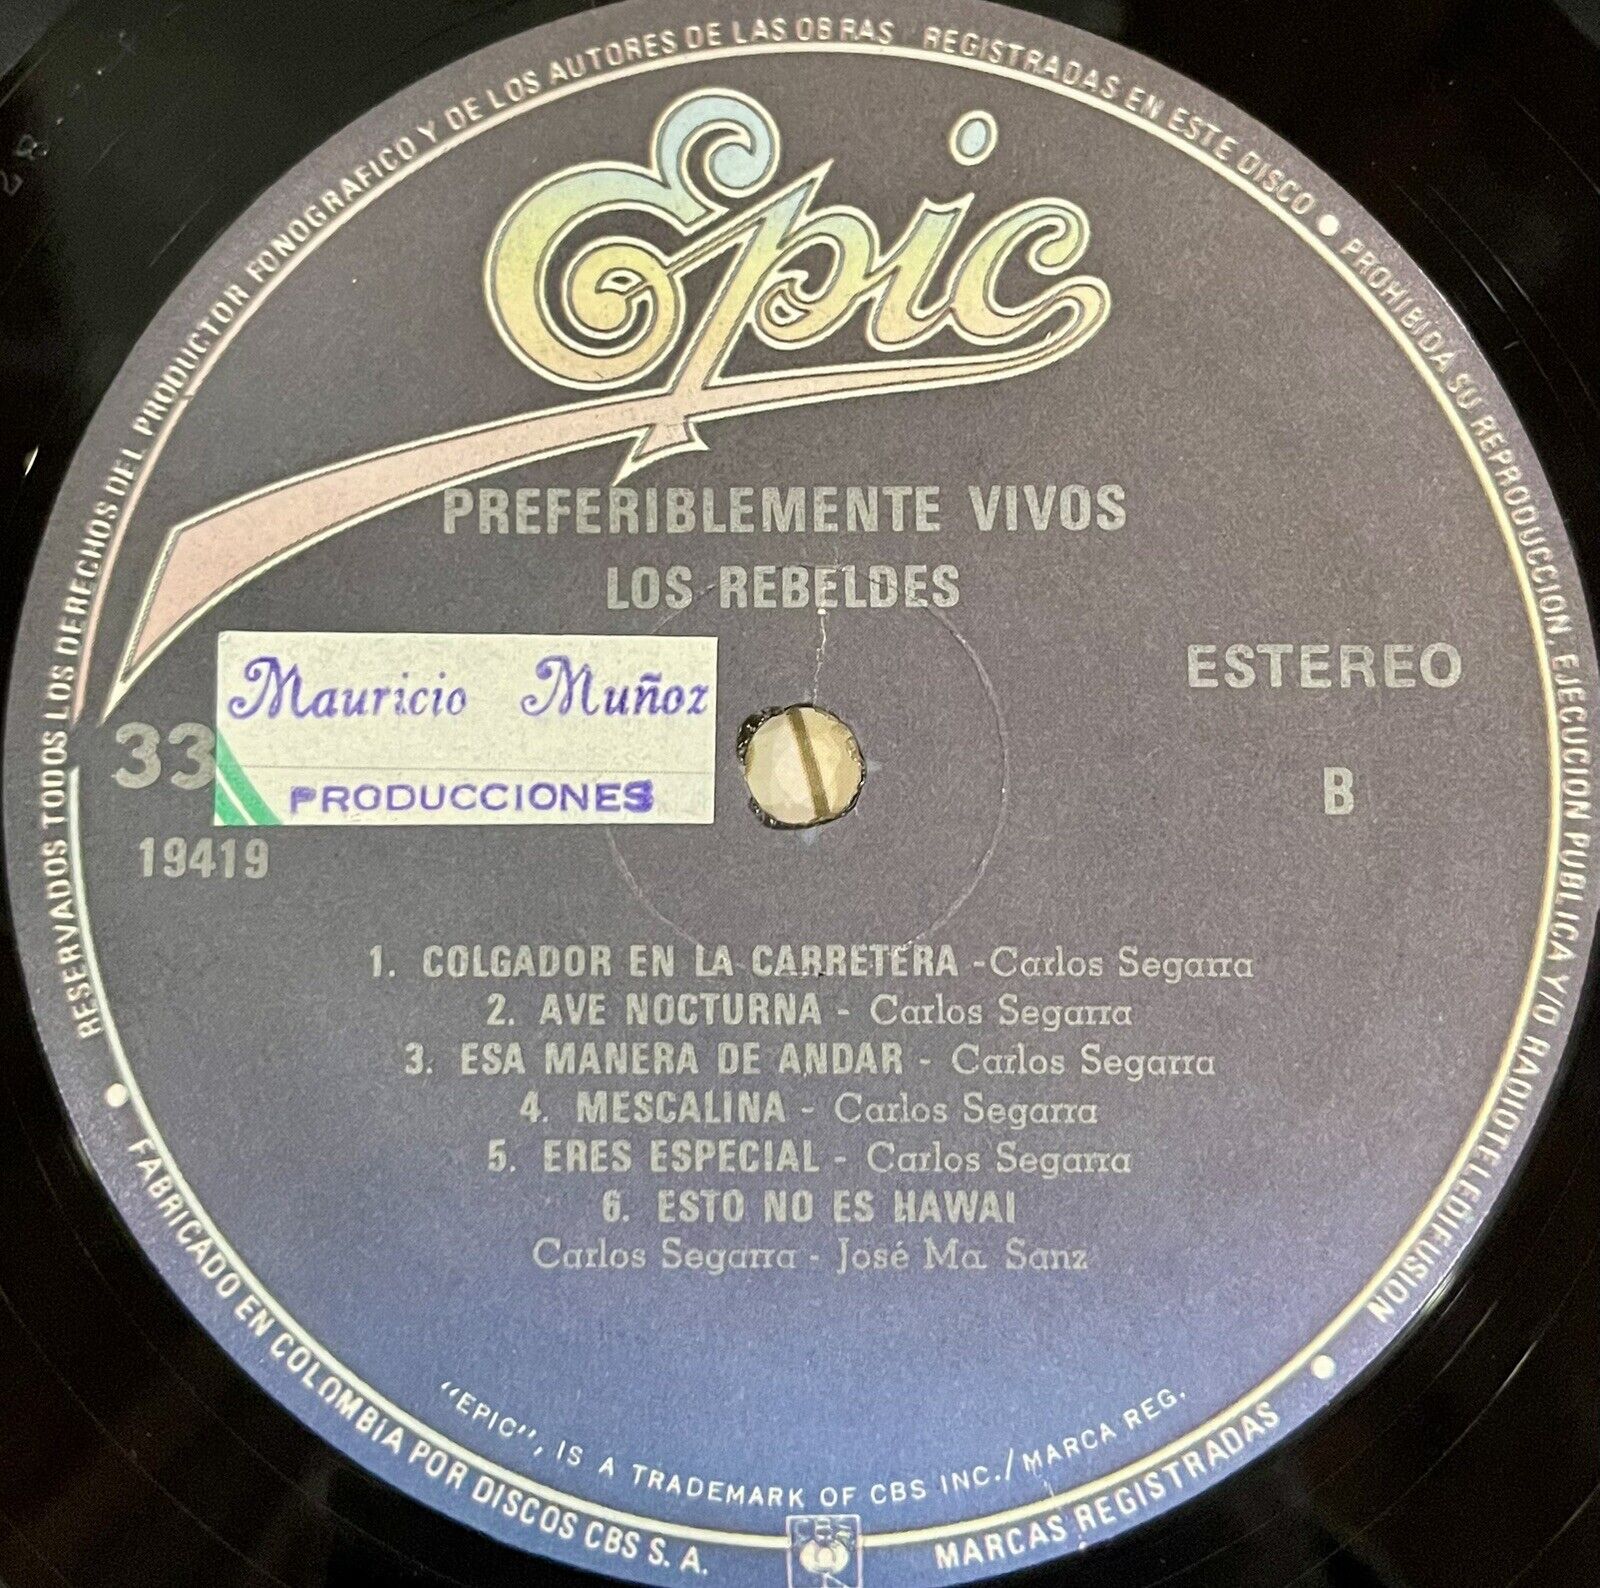 RESERVADOS TODOS LOS DERECHOS DEL PRODUCTOR FONOGRAFICO Y DE LOS AUTORES DE LAS OBRAS REGISTRADAS EN ESTE DISCO • PROHIBIDA SU REPRODUCCION, EJECUCION PUBLICA Y/O RADIOTELEDIFUSION •
Epic
PREFERIBLEMENTE VIVOS
LOS REBELDES
Mauricio Muñoz
PRODUCCIONES
ESTEREO
33
B
19419
1. COLGADOR EN LA CARRETERA - Carlos Segarra
2. AVE NOCTURNA - Carlos Segarra
3. ESA MANERA DE ANDAR - Carlos Segarra
4. MESCALINA - Carlos Segarra
5. ERES ESPECIAL - Carlos Segarra
6. ESTO NO ES HAWAI
Carlos Segarra - José Ma. Sanz
"EPIC", IS A TRADEMARK OF CBS INC./MARCA REG.
• FABRICADO EN COLOMBIA POR DISCOS CBS S.A.
CBS
MARCAS REGISTRADAS